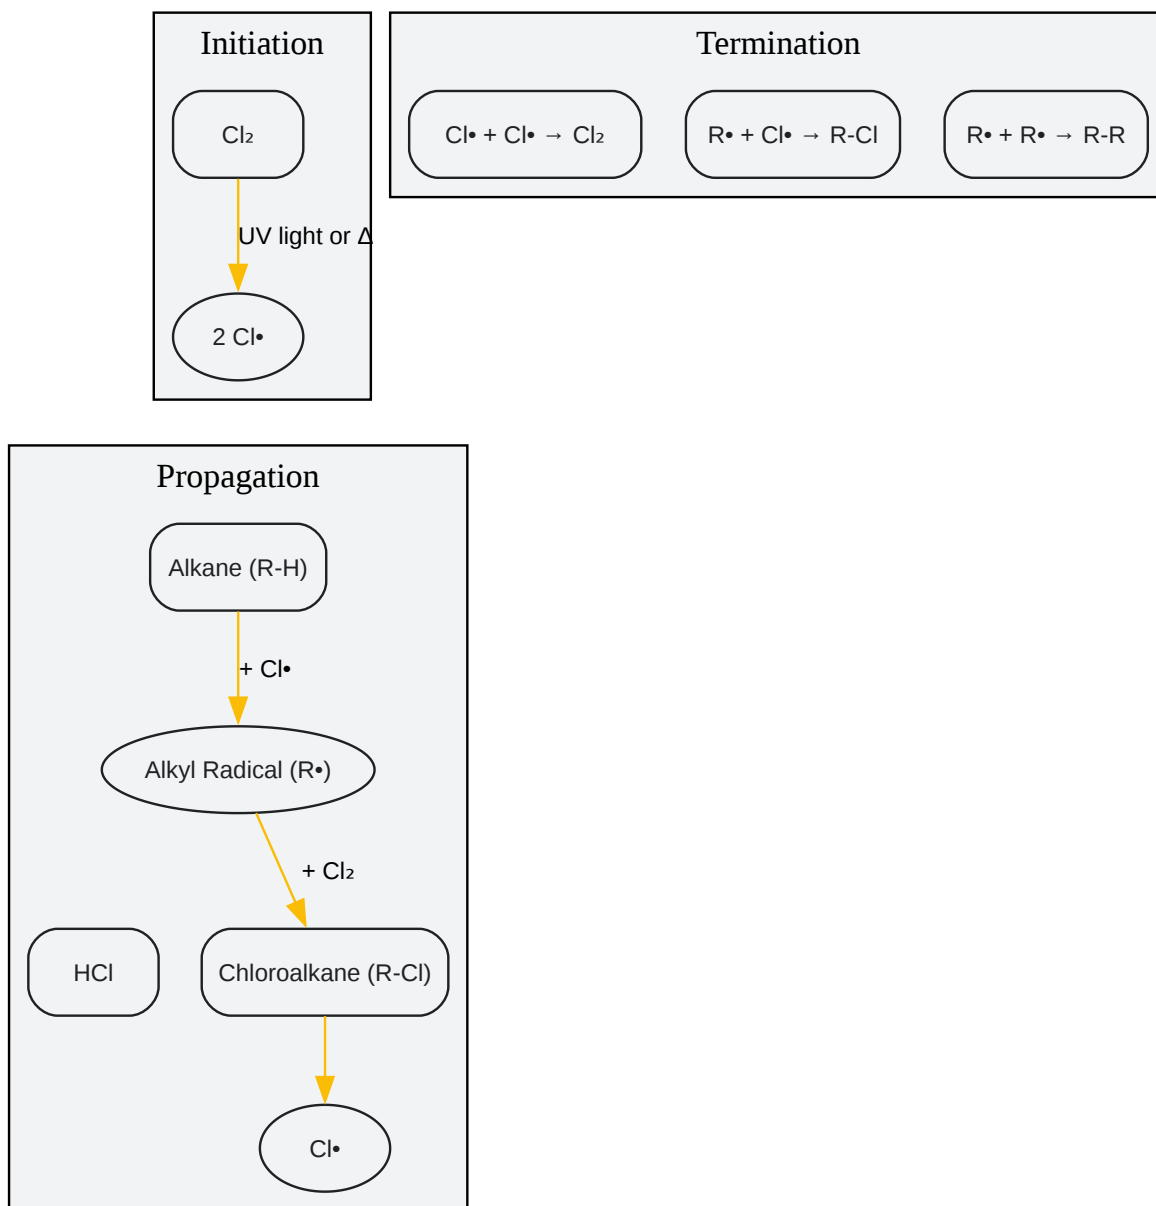 Initiation
Cl₂
UV light or Δ
2 Cl•
Termination
Cl• + Cl• → Cl₂
R• + Cl• → R-Cl
R• + R• → R-R
Propagation
Alkane (R-H)
+ Cl•
Alkyl Radical (R•)
+ Cl₂
HCl
Chloroalkane (R-Cl)
Cl•